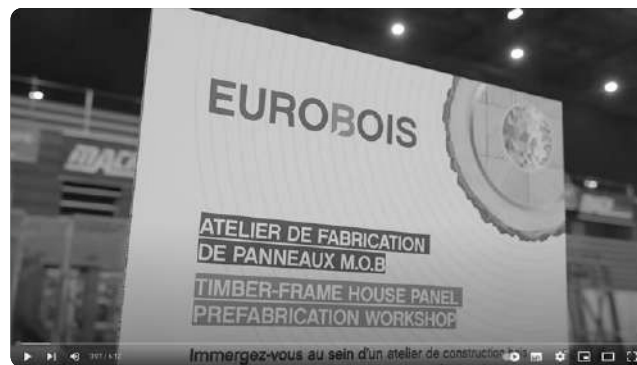 EUROBOIS
ATELIER DE FABRICATION
DE PANNEAUX M.O.B
TIMBER-FRAME HOUSE PANEL
PREFABRICATION WORKSHOP
Immergez-vous au sein d'un atelier de construction bois